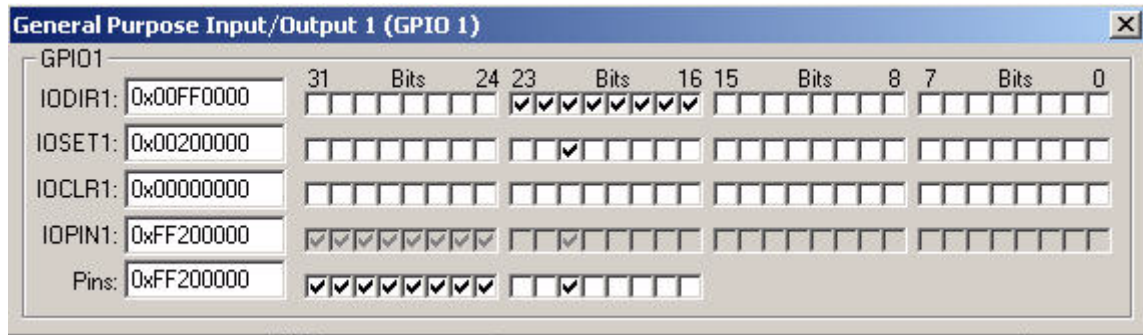 General Purpose Input/Output 1 (GPIO 1)
GPIO1
31 Bits 24 23 Bits 16 15 Bits 8 7 Bits 0
IODIR1: 0x00FF0000
IOSET1: 0x00200000
IOCLR1: 0x00000000
IOPIN1: 0xFF200000
Pins: 0xFF200000